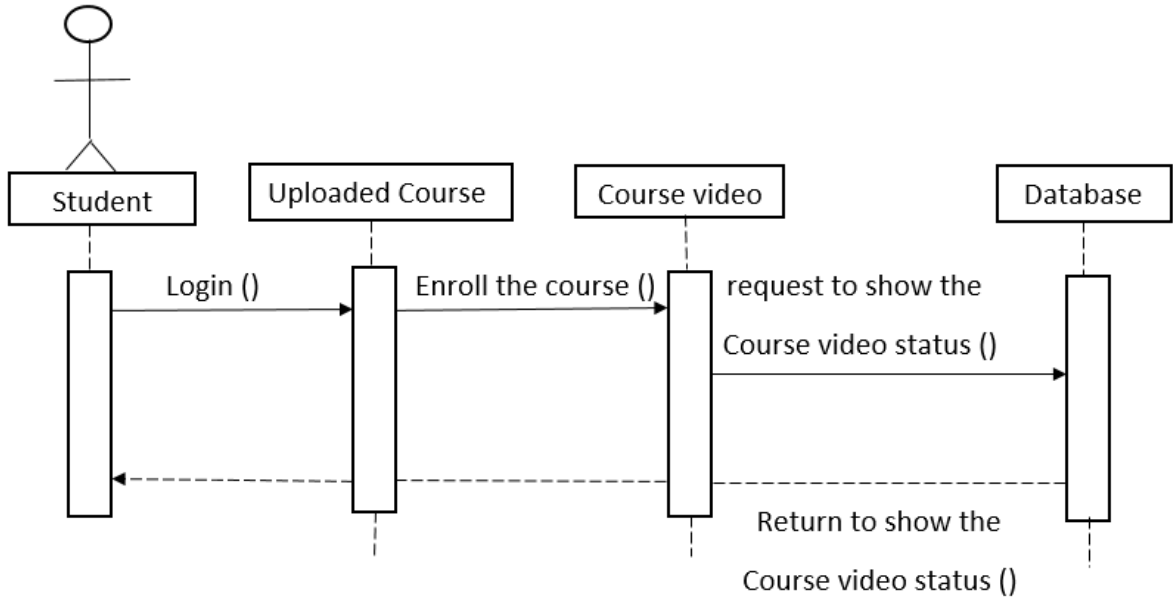 Student
Uploaded Course
Course video
Database
Login ()
Enroll the course ()
request to show the
Course video status ()
Return to show the
Course video status ()